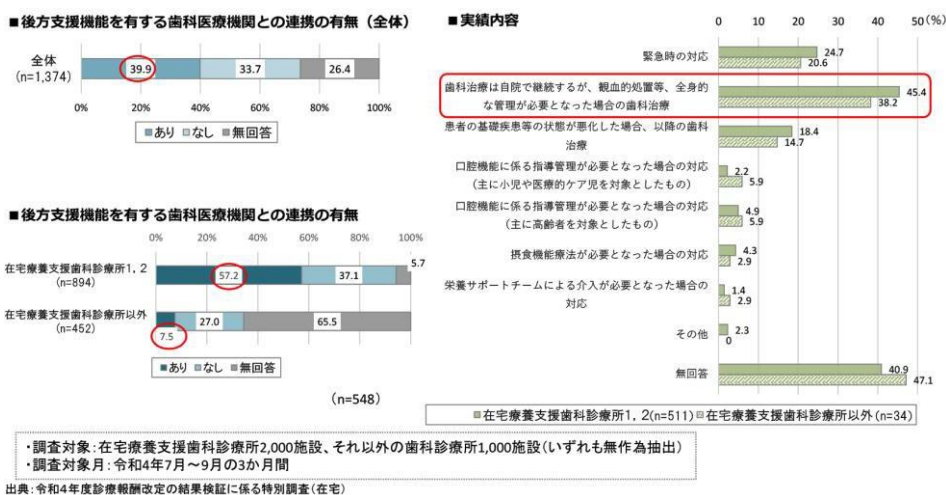 ■後方支援機能を有する歯科医療機関との連携の有無（全体）
全体
(n=1,374)
39.9
33.7
26.4
0% 20% 40% 60% 80% 100%
■あり □なし ■無回答
■後方支援機能を有する歯科医療機関との連携の有無
0% 20% 40% 60% 80% 100%
在宅療養支援歯科診療所1，2
(n=894)
57.2
37.1
5.7
在宅療養支援歯科診療所以外
(n=452)
7.5
27.0
65.5
■あり ■なし ■無回答
(n=548)
■実績内容
0 10 20 30 40 50 (%)
緊急時の対応
24.7
20.6
歯科治療は自院で継続するが、観血的処置等、全身的
な管理が必要となった場合の歯科治療
45.4
38.2
患者の基礎疾患等の状態が悪化した場合、以降の歯科
治療
18.4
14.7
口腔機能に係る指導管理が必要となった場合の対応
（主に小児や医療的ケア児を対象としたもの）
2.2
5.9
口腔機能に係る指導管理が必要となった場合の対応
（主に高齢者を対象としたもの）
4.9
5.9
摂食機能療法が必要となった場合の対応
4.3
2.9
栄養サポートチームによる介入が必要となった場合の
対応
1.4
2.9
その他
2.3
0
無回答
40.9
47.1
■在宅療養支援歯科診療所1，2(n=511) 在宅療養支援歯科診療所以外(n=34)
・調査対象：在宅療養支援歯科診療所2,000施設、それ以外の歯科診療所1,000施設（いずれも無作為抽出）
・調査対象月：令和4年7月～9月の3か月間
出典：令和4年度診療報酬改定の結果検証に係る特別調査（在宅）